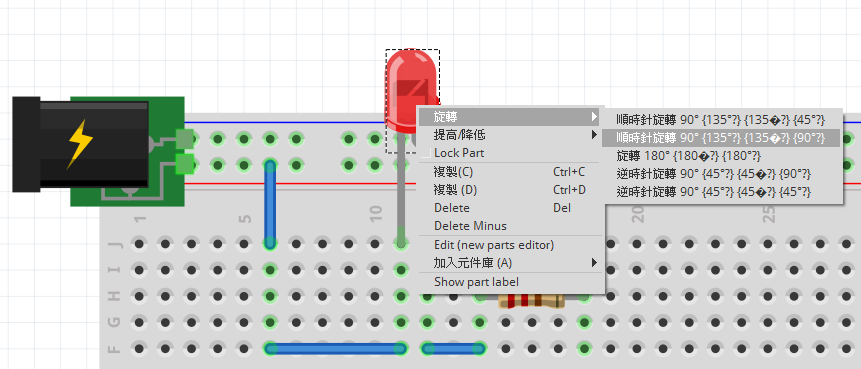 旋轉
提高/降低
Lock Part
複製(C) Ctrl+C
複製 (D) Ctrl+D
Delete Del
Delete Minus
Edit (new parts editor)
加入元件庫 (A)
Show part label
順時針旋轉 90° {135°?} {135�?} {45°?}
順時針旋轉 90° {135°?} {135�?} {90°?}
旋轉 180° {180�?} {180°?}
逆時針旋轉 90° {45°?} {45�?} {90°?}
逆時針旋轉 90° {45°?} {45�?} {45°?}
1 5 10 20 25
J
I
H
G
F